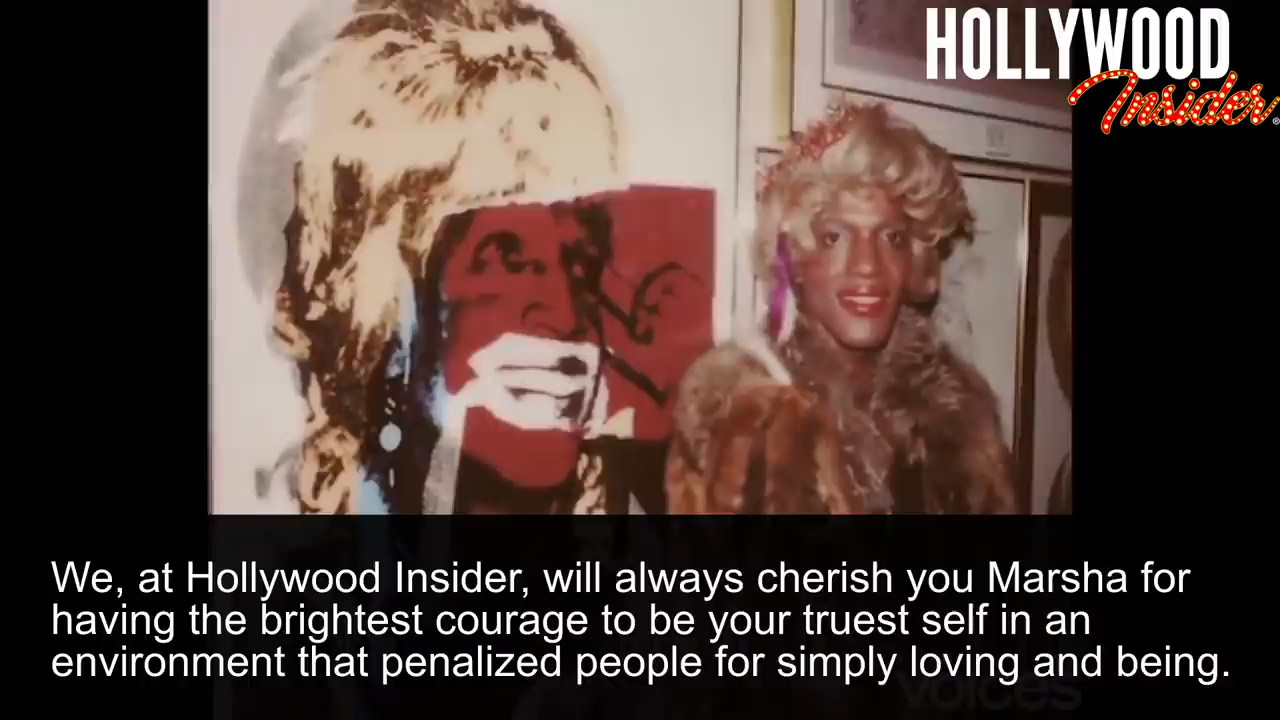 HOLLYWOOD
Insider
We, at Hollywood Insider, will always cherish you Marsha for
having the brightest courage to be your truest self in an
environment that penalized people for simply loving and being.
voices